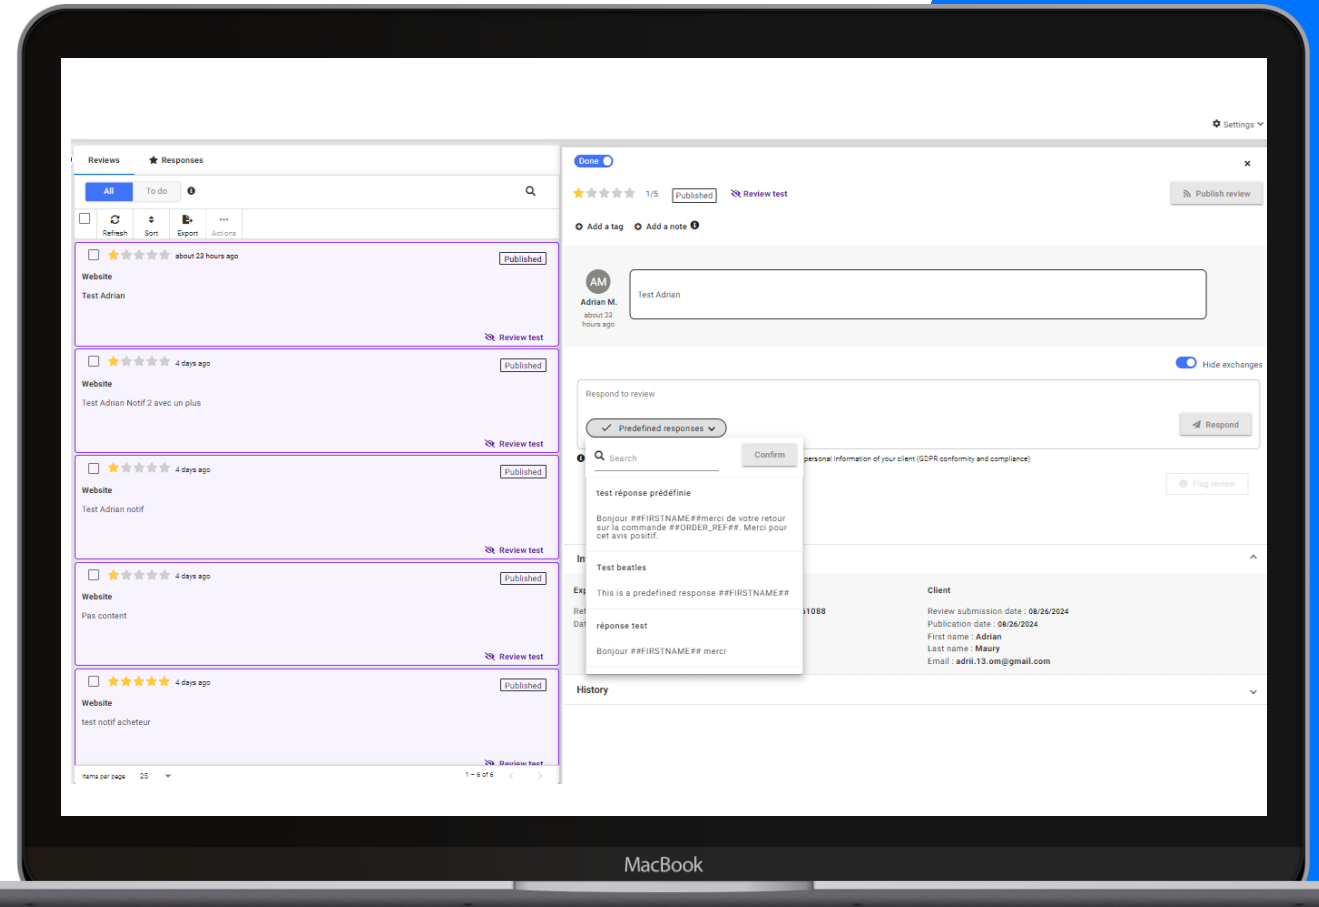 Settings
Reviews
Responses
All
To do
Refresh
Sort
Export
Actions
about 23 hours ago
Published
Website
Test Adrian
Review test
4 days ago
Published
Website
Test Adrian Notif 2 avec un plus
Review test
4 days ago
Published
Website
Test Adrian notif
Review test
4 days ago
Published
Website
Pas content
Review test
4 days ago
Published
Website
test notif acheteur
Review test
Items per page 25
1 – 6 of 6
Done
1/5
Published
Review test
Publish review
Add a tag
Add a note
AM
Adrian M.
about 23
hours ago
Test Adrian
Hide exchanges
Respond to review
Predefined responses
Respond
Search
Confirm
personal information of your client (GDPR conformity and compliance)
Flag review
test réponse prédéfinie
Bonjour ##FIRSTNAME##merci de votre retour
sur la commande ##ORDER_REF##. Merci pour
cet avis positif.
Test beatles
This is a predefined response ##FIRSTNAME##
réponse test
Bonjour ##FIRSTNAME## merci
Client
Review submission date : 08/26/2024
Publication date : 08/26/2024
First name : Adrian
Last name : Maury
Email : adrii.13.om@gmail.com
History
MacBook